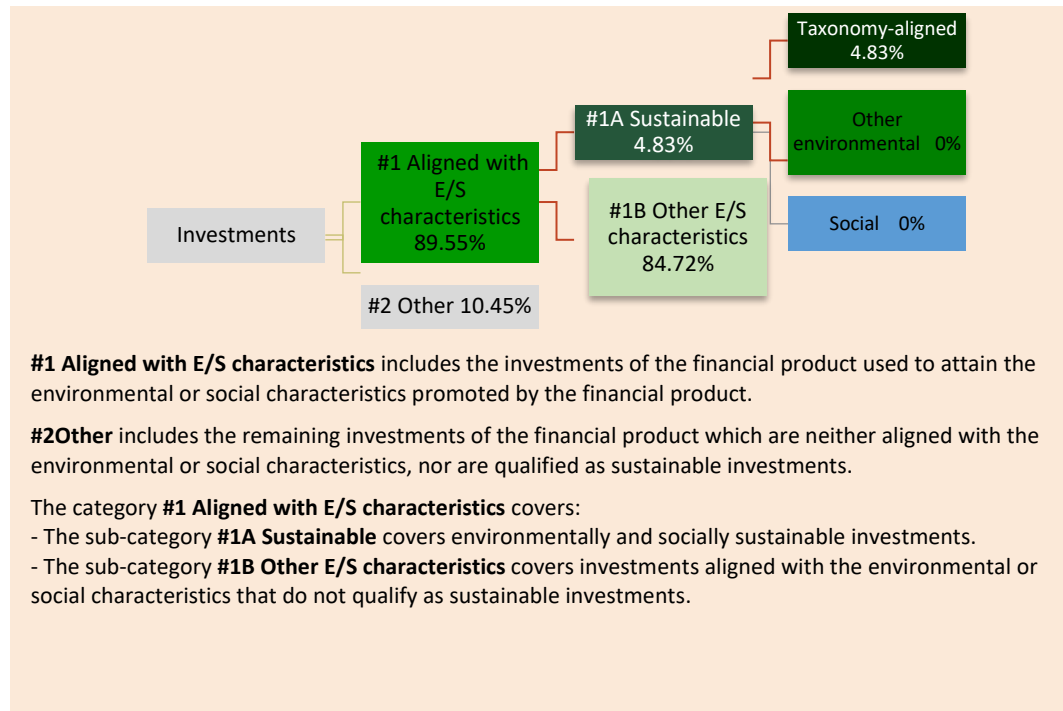 Taxonomy-aligned
4.83%
#1A Sustainable
4.83%
Other
environmental 0%
#1 Aligned with
E/S
characteristics
89.55%
#1B Other E/S
characteristics
84.72%
Social 0%
Investments
#2 Other 10.45%
#1 Aligned with E/S characteristics includes the investments of the financial product used to attain the
environmental or social characteristics promoted by the financial product.
#2Other includes the remaining investments of the financial product which are neither aligned with the
environmental or social characteristics, nor are qualified as sustainable investments.
The category #1 Aligned with E/S characteristics covers:
- The sub-category #1A Sustainable covers environmentally and socially sustainable investments.
- The sub-category #1B Other E/S characteristics covers investments aligned with the environmental or
social characteristics that do not qualify as sustainable investments.